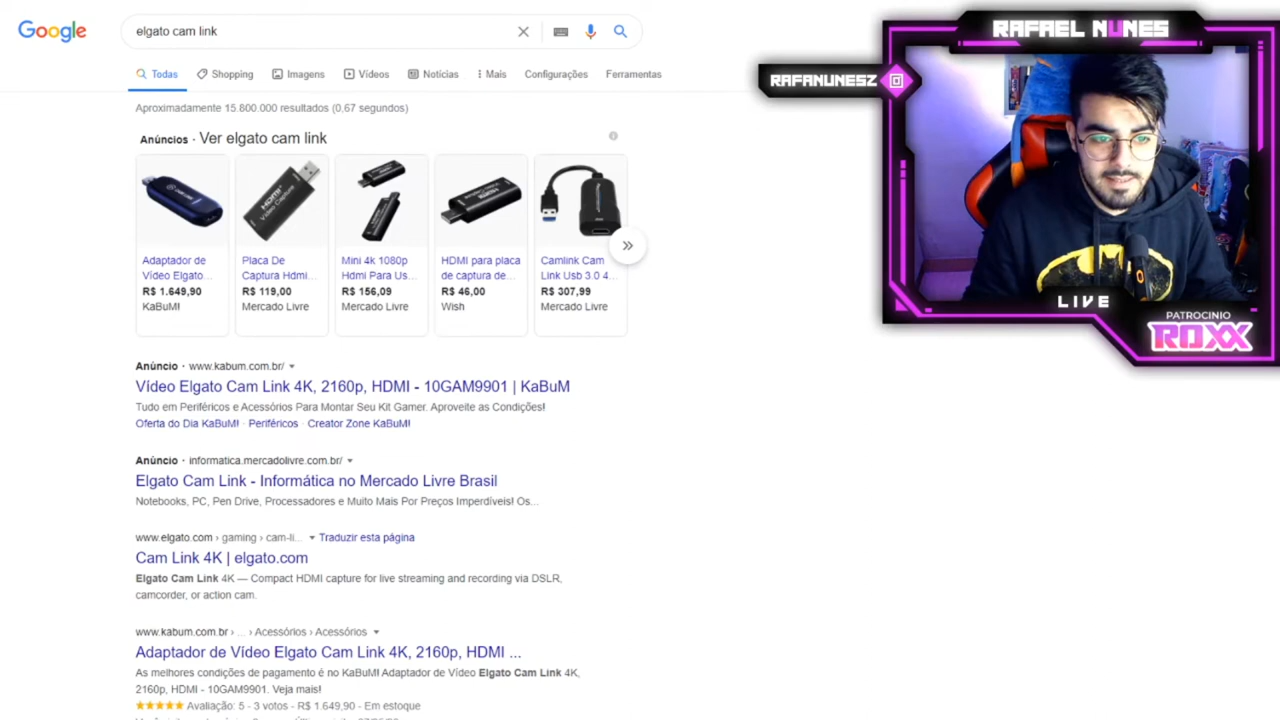 Google
elgato cam link
Todas
Shopping
Imagens
Vídeos
Notícias
Mais
Configurações
Ferramentas
Aproximadamente 15.800.000 resultados (0,67 segundos)
Anúncios · Ver elgato cam link
Adaptador de
Vídeo Elgato...
R$ 1.649,90
KaBuM!
Placa De
Captura Hdmi...
R$ 119,00
Mercado Livre
Mini 4k 1080p
Hdmi Para Us...
R$ 156,09
Mercado Livre
HDMI para placa
de captura de...
R$ 46,00
Wish
Camlink Cam
Link Usb 3.0 4...
R$ 307,99
Mercado Livre
Anúncio · www.kabum.com.br/
Vídeo Elgato Cam Link 4K, 2160p, HDMI - 10GAM9901 | KaBuM
Tudo em Periféricos e Acessórios Para Montar Seu Kit Gamer. Aproveite as Condições!
Oferta do Dia KaBuM! · Periféricos · Creator Zone KaBuM!
Anúncio · informatica.mercadolivre.com.br/
Elgato Cam Link - Informática no Mercado Livre Brasil
Notebooks, PC, Pen Drive, Processadores e Muito Mais Por Preços Imperdíveis! Os...
www.elgato.com › gaming › cam-li... Traduzir esta página
Cam Link 4K | elgato.com
Elgato Cam Link 4K — Compact HDMI capture for live streaming and recording via DSLR,
camcorder, or action cam.
www.kabum.com.br › ... › Acessórios › Acessórios
Adaptador de Vídeo Elgato Cam Link 4K, 2160p, HDMI ...
As melhores condições de pagamento é no KaBuM! Adaptador de Vídeo Elgato Cam Link 4K,
2160p, HDMI - 10GAM9901. Veja mais!
Avaliação: 5 - 3 votos - R$ 1.649,90 - Em estoque
RAFAEL NUNES
RAFANUNESZ
LIVE
PATROCINIO
ROXX